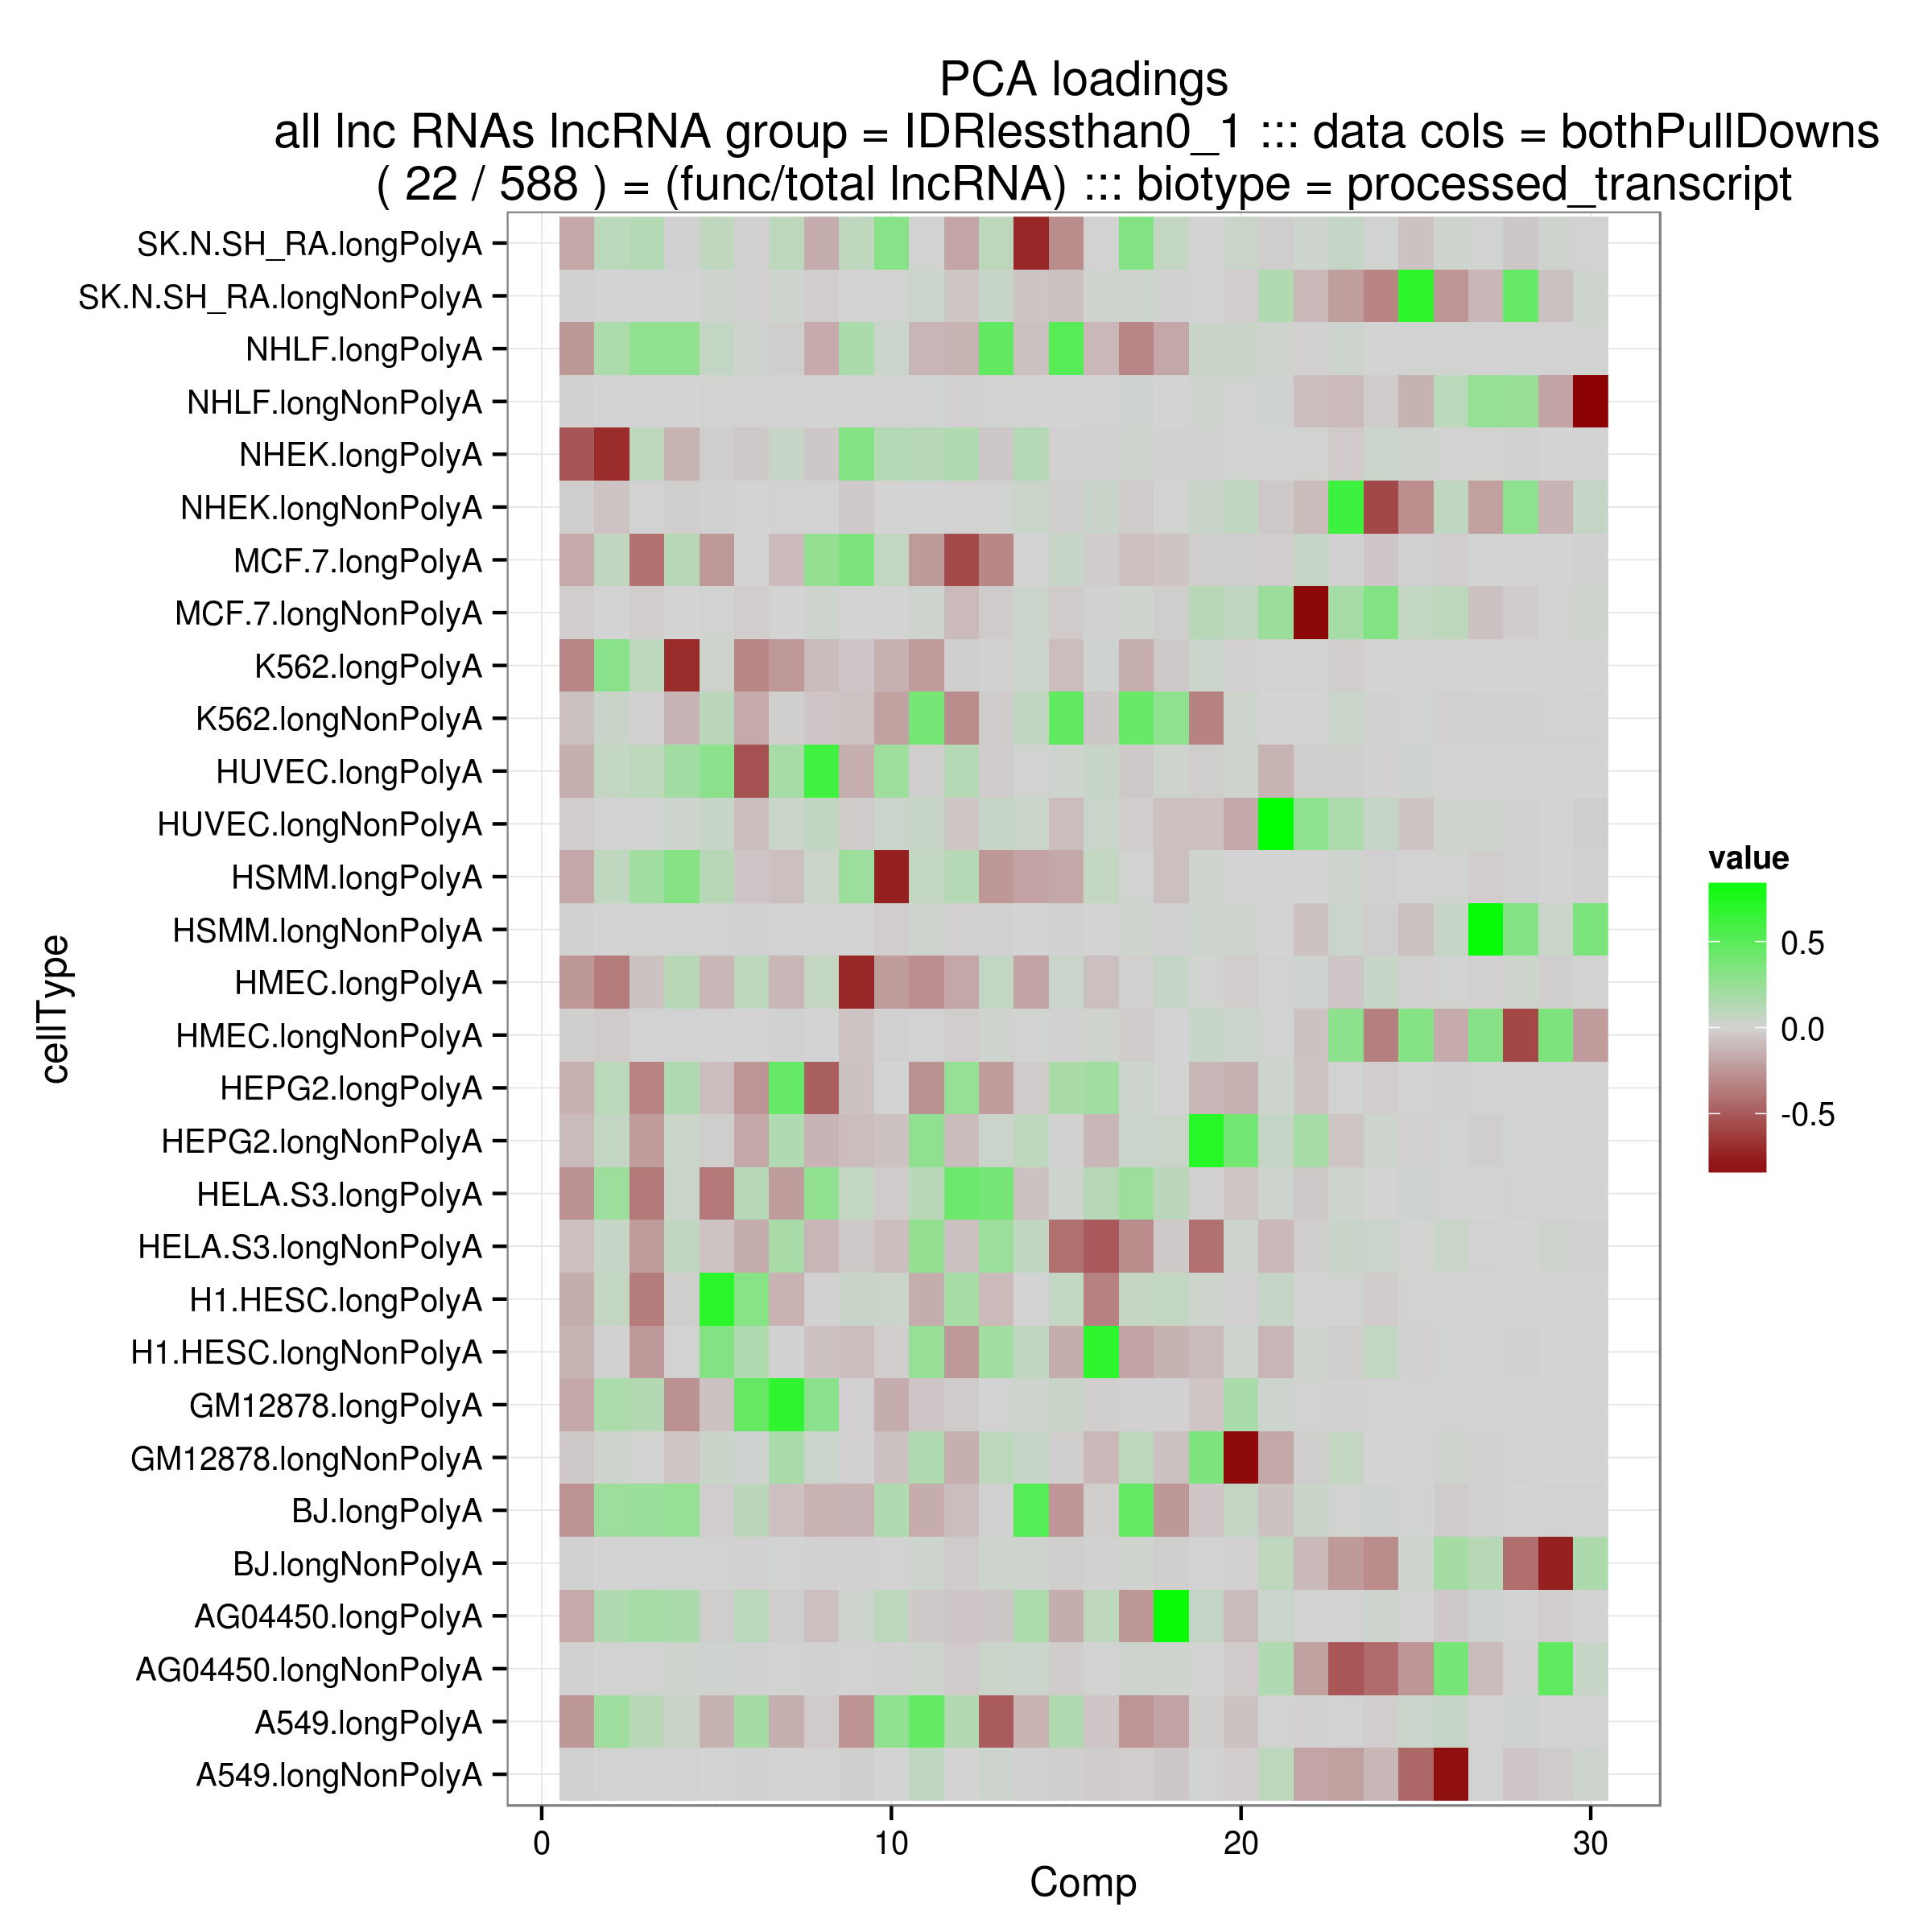 PCA loadings
all lnc RNAs lncRNA group = IDRlessthan0_1 ::: data cols = bothPullDowns
( 22 / 588 ) = (func/total lncRNA) ::: biotype = processed_transcript
SK.N.SH_RA.longPolyA
SK.N.SH_RA.longNonPolyA
NHLF.longPolyA
NHLF.longNonPolyA
NHEK.longPolyA
NHEK.longNonPolyA
MCF.7.longPolyA
MCF.7.longNonPolyA
K562.longPolyA
K562.longNonPolyA
HUVEC.longPolyA
HUVEC.longNonPolyA
HSMM.longPolyA
HSMM.longNonPolyA
HMEC.longPolyA
HMEC.longNonPolyA
HEPG2.longPolyA
HEPG2.longNonPolyA
HELA.S3.longPolyA
HELA.S3.longNonPolyA
H1.HESC.longPolyA
H1.HESC.longNonPolyA
GM12878.longPolyA
GM12878.longNonPolyA
BJ.longPolyA
BJ.longNonPolyA
AG04450.longPolyA
AG04450.longNonPolyA
A549.longPolyA
A549.longNonPolyA
cellType
0 10 20 30
Comp
value
0.5
0.0
-0.5